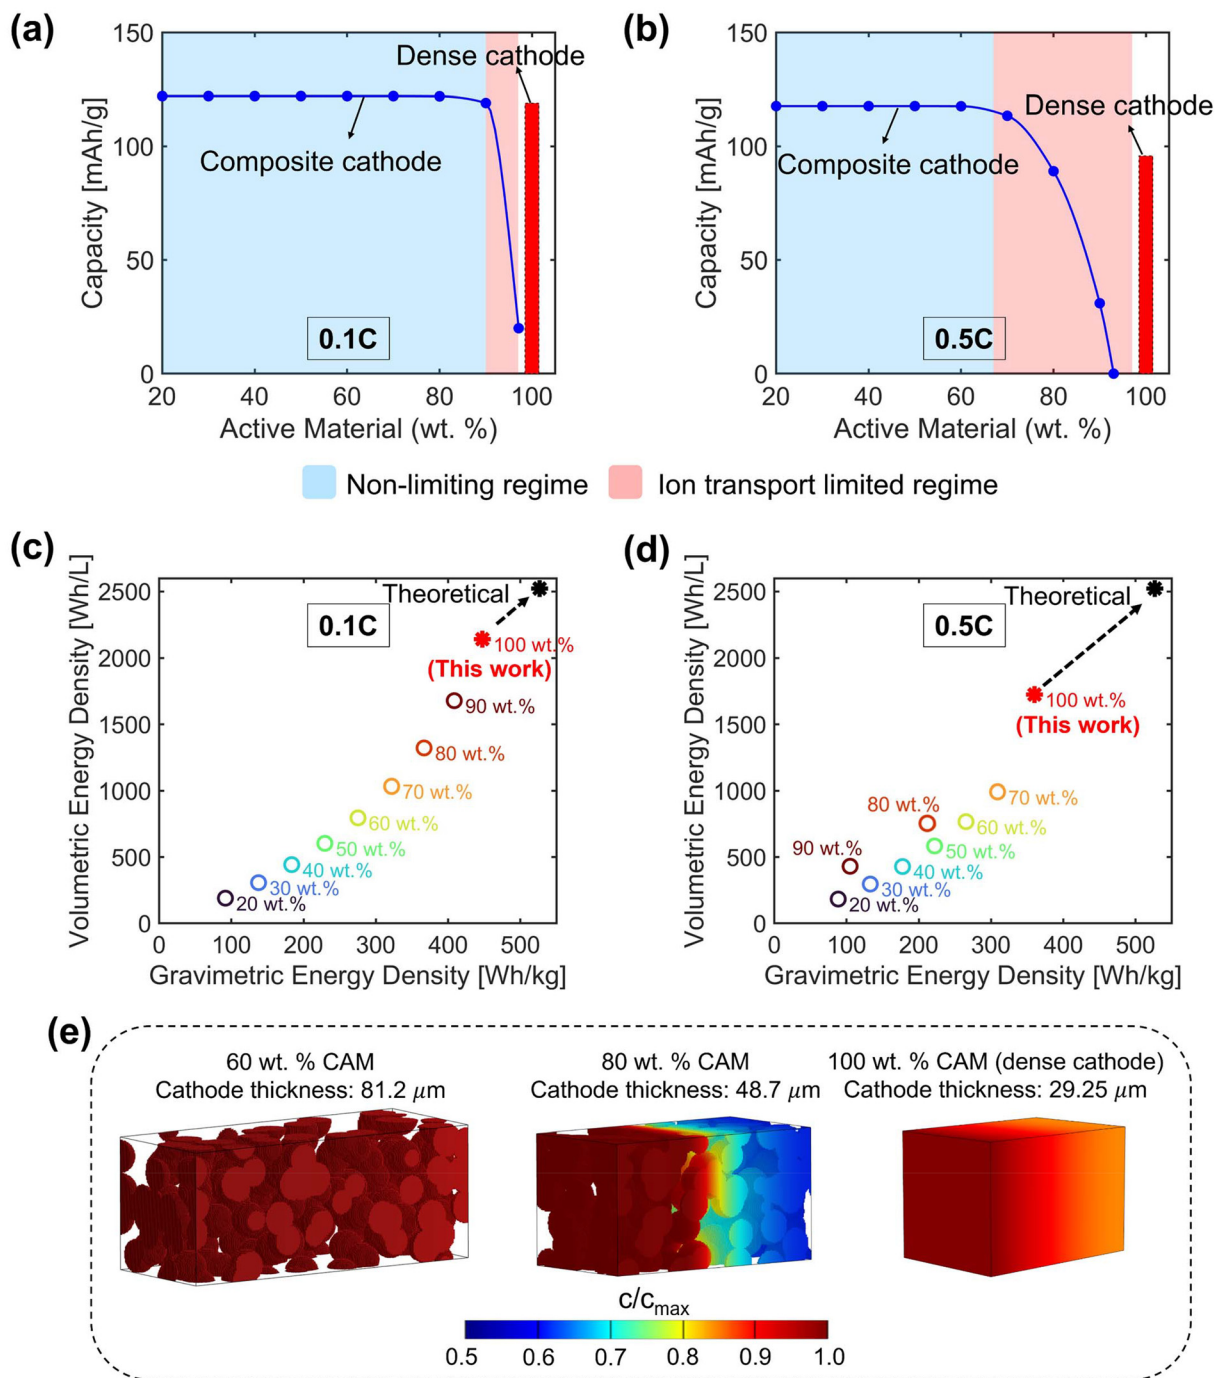 (a)
150
100
50
0
Capacity [mAh/g]
Dense cathode
Composite cathode
0.1C
20 40 60 80 100
Active Material (wt. %)
(b)
150
100
50
0
Capacity [mAh/g]
Dense cathode
Composite cathode
0.5C
20 40 60 80 100
Active Material (wt. %)
Non-limiting regime
Ion transport limited regime
(c)
Volumetric Energy Density [Wh/L]
2500
2000
1500
1000
500
0
Theoretical
0.1C
100 wt.%
(This work)
90 wt.%
80 wt.%
70 wt.%
60 wt.%
50 wt.%
40 wt.%
30 wt.%
20 wt.%
0 100 200 300 400 500
Gravimetric Energy Density [Wh/kg]
(d)
Volumetric Energy Density [Wh/L]
2500
2000
1500
1000
500
0
Theoretical
0.5C
100 wt.%
(This work)
70 wt.%
80 wt.%
60 wt.%
90 wt.%
50 wt.%
40 wt.%
30 wt.%
20 wt.%
0 100 200 300 400 500
Gravimetric Energy Density [Wh/kg]
(e)
60 wt. % CAM
Cathode thickness: 81.2 μm
80 wt. % CAM
Cathode thickness: 48.7 μm
100 wt. % CAM (dense cathode)
Cathode thickness: 29.25 μm
c/cmax
0.5 0.6 0.7 0.8 0.9 1.0